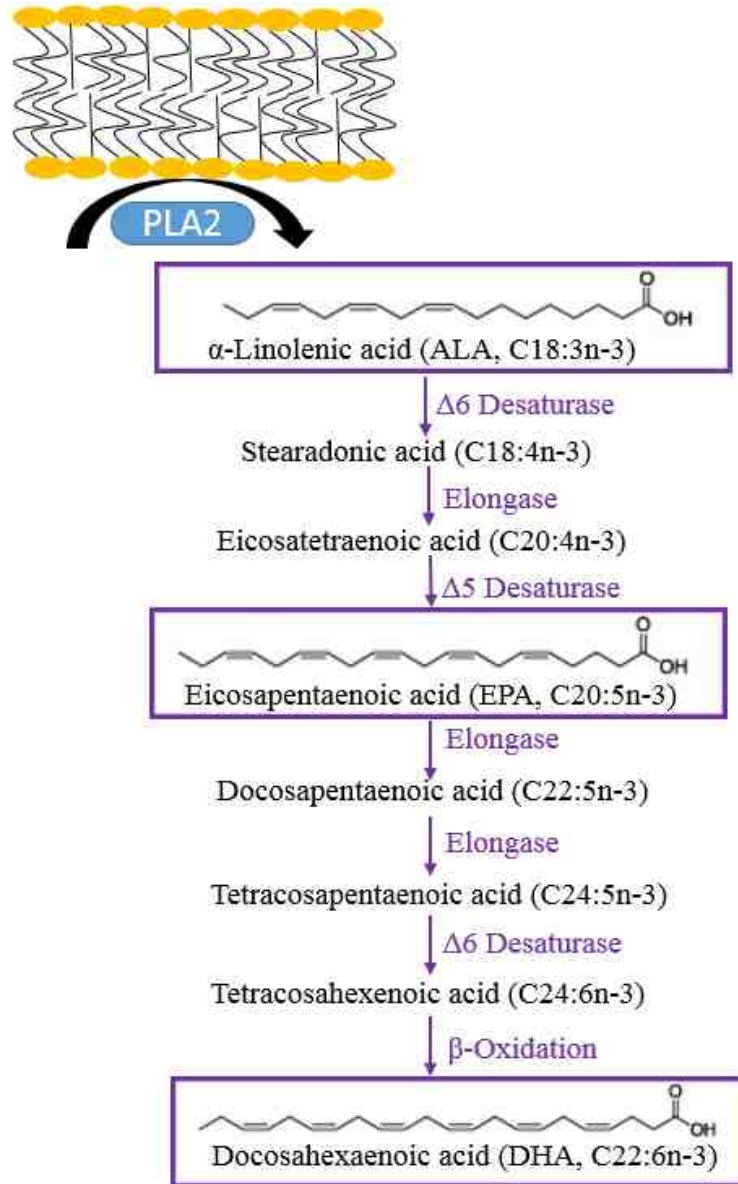 PLA2
O
OH
α-Linolenic acid (ALA, C18:3n-3)
Δ6 Desaturase
Stearadonic acid (C18:4n-3)
Elongase
Eicosatetraenoic acid (C20:4n-3)
Δ5 Desaturase
O
OH
Eicosapentaenoic acid (EPA, C20:5n-3)
Elongase
Docosapentaenoic acid (C22:5n-3)
Elongase
Tetracosapentaenoic acid (C24:5n-3)
Δ6 Desaturase
Tetracosahexenoic acid (C24:6n-3)
β-Oxidation
O
OH
Docosahexaenoic acid (DHA, C22:6n-3)